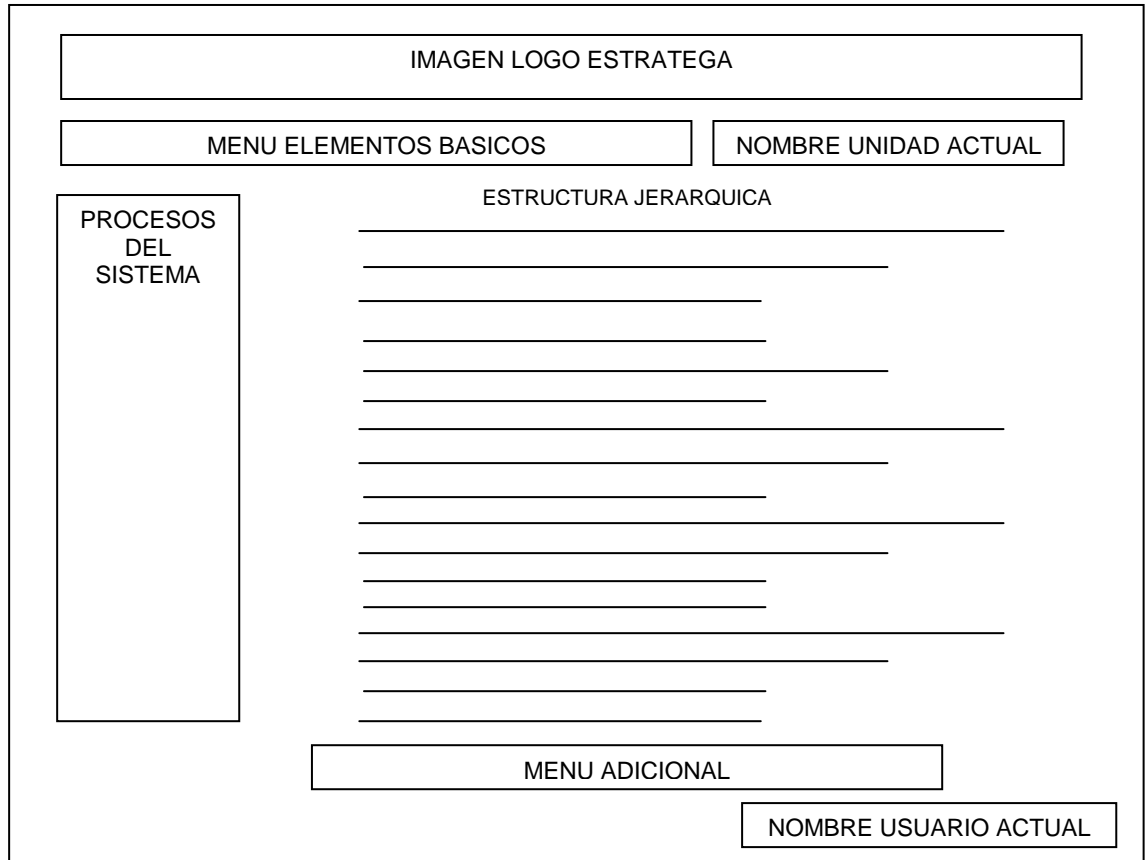 IMAGEN LOGO ESTRATEGA
MENU ELEMENTOS BASICOS
NOMBRE UNIDAD ACTUAL
PROCESOS
DEL
SISTEMA
ESTRUCTURA JERARQUICA
MENU ADICIONAL
NOMBRE USUARIO ACTUAL